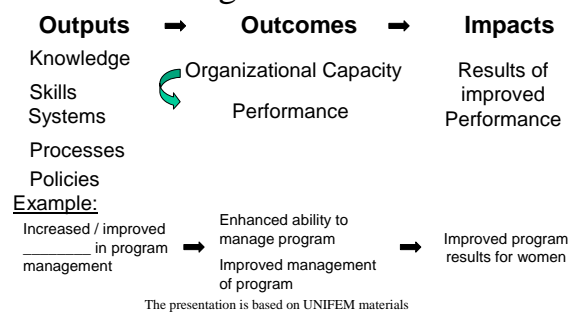 Outputs → Outcomes → Impacts
Knowledge
Skills
Systems
Processes
Policies
Organizational Capacity
Performance
Results of
improved
Performance
Example:
Increased / improved
________ in program
management
→
Enhanced ability to
manage program
Improved management
of program
→
Improved program
results for women
The presentation is based on UNIFEM materials